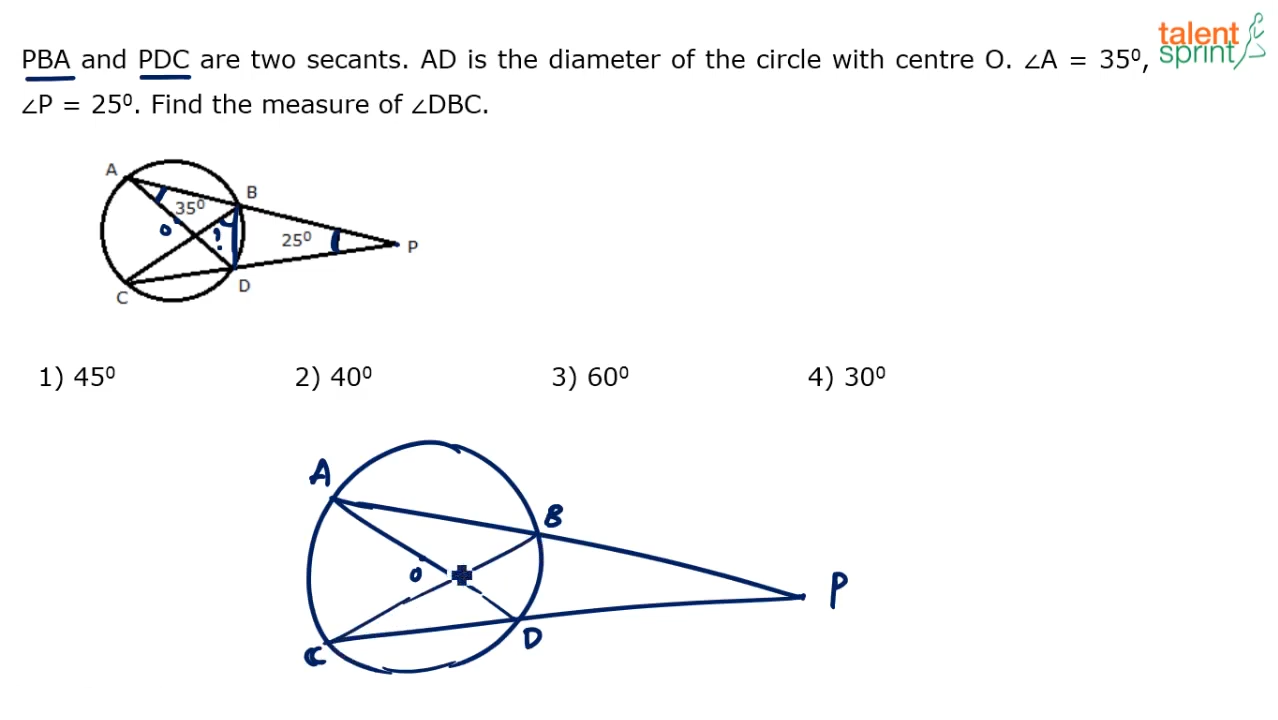 talent
sprint
PBA and PDC are two secants. AD is the diameter of the circle with centre O. ∠A = 35⁰,
∠P = 25⁰. Find the measure of ∠DBC.
A
B
35⁰
O
?
25⁰
P
C
D
1) 45⁰ 2) 40⁰ 3) 60⁰ 4) 30⁰
A
B
O
P
C
D